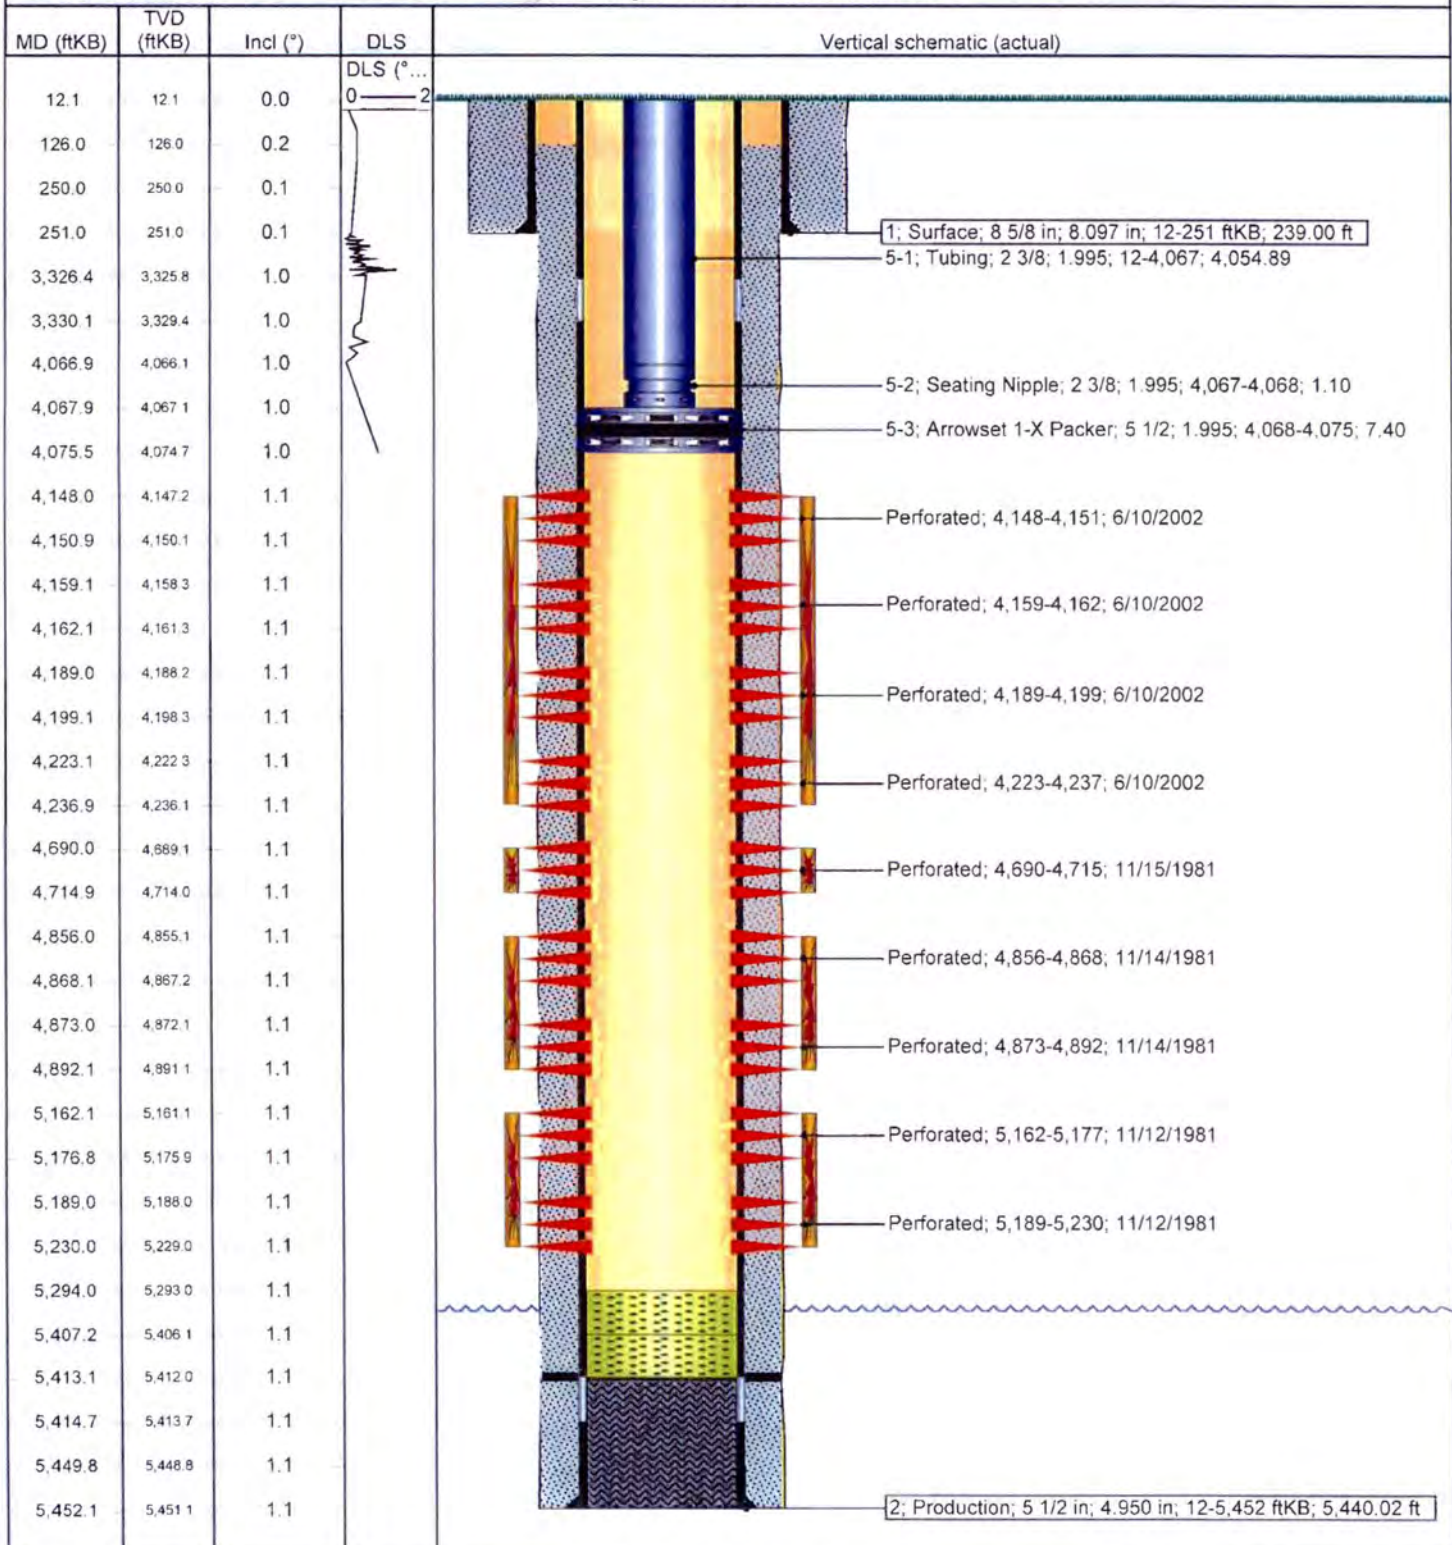 MD (ftKB) TVD (ftKB) Incl (°) DLS Vertical schematic (actual)
DLS (°...
0 2
12.1 12.1 0.0
126.0 126.0 0.2
250.0 250.0 0.1
251.0 251.0 0.1
1; Surface; 8 5/8 in; 8.097 in; 12-251 ftKB; 239.00 ft
5-1; Tubing; 2 3/8; 1.995; 12-4,067; 4,054.89
3,326.4 3,325.8 1.0
3,330.1 3,329.4 1.0
4,066.9 4,066.1 1.0
5-2; Seating Nipple; 2 3/8; 1.995; 4,067-4,068; 1.10
4,067.9 4,067.1 1.0
5-3; Arrowset 1-X Packer; 5 1/2; 1.995; 4,068-4,075; 7.40
4,075.5 4,074.7 1.0
4,148.0 4,147.2 1.1
Perforated; 4,148-4,151; 6/10/2002
4,150.9 4,150.1 1.1
4,159.1 4,158.3 1.1
Perforated; 4,159-4,162; 6/10/2002
4,162.1 4,161.3 1.1
4,189.0 4,188.2 1.1
Perforated; 4,189-4,199; 6/10/2002
4,199.1 4,198.3 1.1
4,223.1 4,222.3 1.1
Perforated; 4,223-4,237; 6/10/2002
4,236.9 4,236.1 1.1
4,690.0 4,689.1 1.1
Perforated; 4,690-4,715; 11/15/1981
4,714.9 4,714.0 1.1
4,856.0 4,855.1 1.1
Perforated; 4,856-4,868; 11/14/1981
4,868.1 4,867.2 1.1
4,873.0 4,872.1 1.1
Perforated; 4,873-4,892; 11/14/1981
4,892.1 4,891.1 1.1
5,162.1 5,161.1 1.1
Perforated; 5,162-5,177; 11/12/1981
5,176.8 5,175.9 1.1
5,189.0 5,188.0 1.1
Perforated; 5,189-5,230; 11/12/1981
5,230.0 5,229.0 1.1
5,294.0 5,293.0 1.1
5,407.2 5,406.1 1.1
5,413.1 5,412.0 1.1
5,414.7 5,413.7 1.1
5,449.8 5,448.8 1.1
5,452.1 5,451.1 1.1
2; Production; 5 1/2 in; 4.950 in; 12-5,452 ftKB; 5,440.02 ft